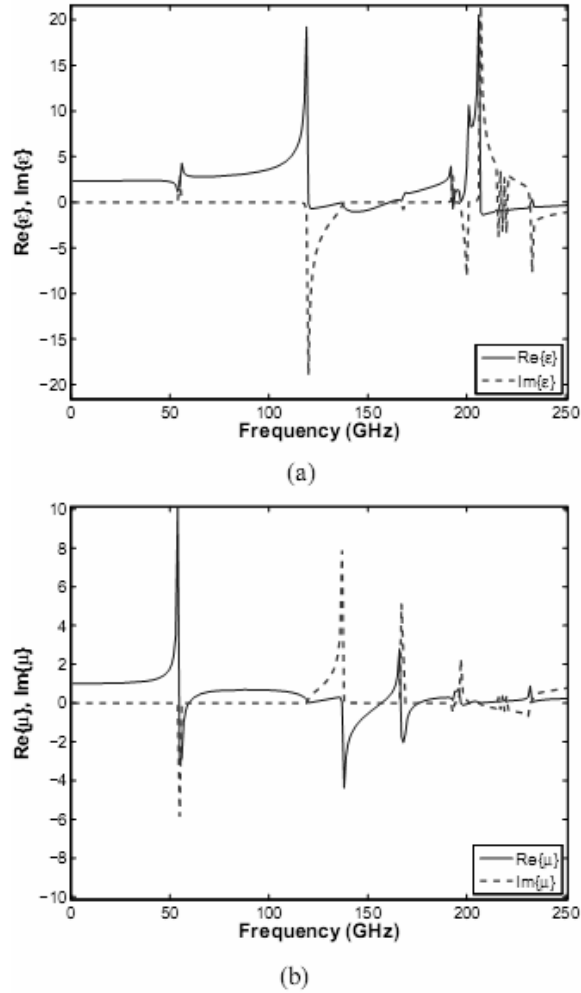 20
15
10
5
0
−5
−10
−15
−20
Re{ε}, Im{ε}
Re{ε}
Im{ε}
0 50 100 150 200 250
Frequency (GHz)
(a)
10
8
6
4
2
0
−2
−4
−6
−8
−10
Re{μ}, Im{μ}
Re{μ}
Im{μ}
0 50 100 150 200 250
Frequency (GHz)
(b)